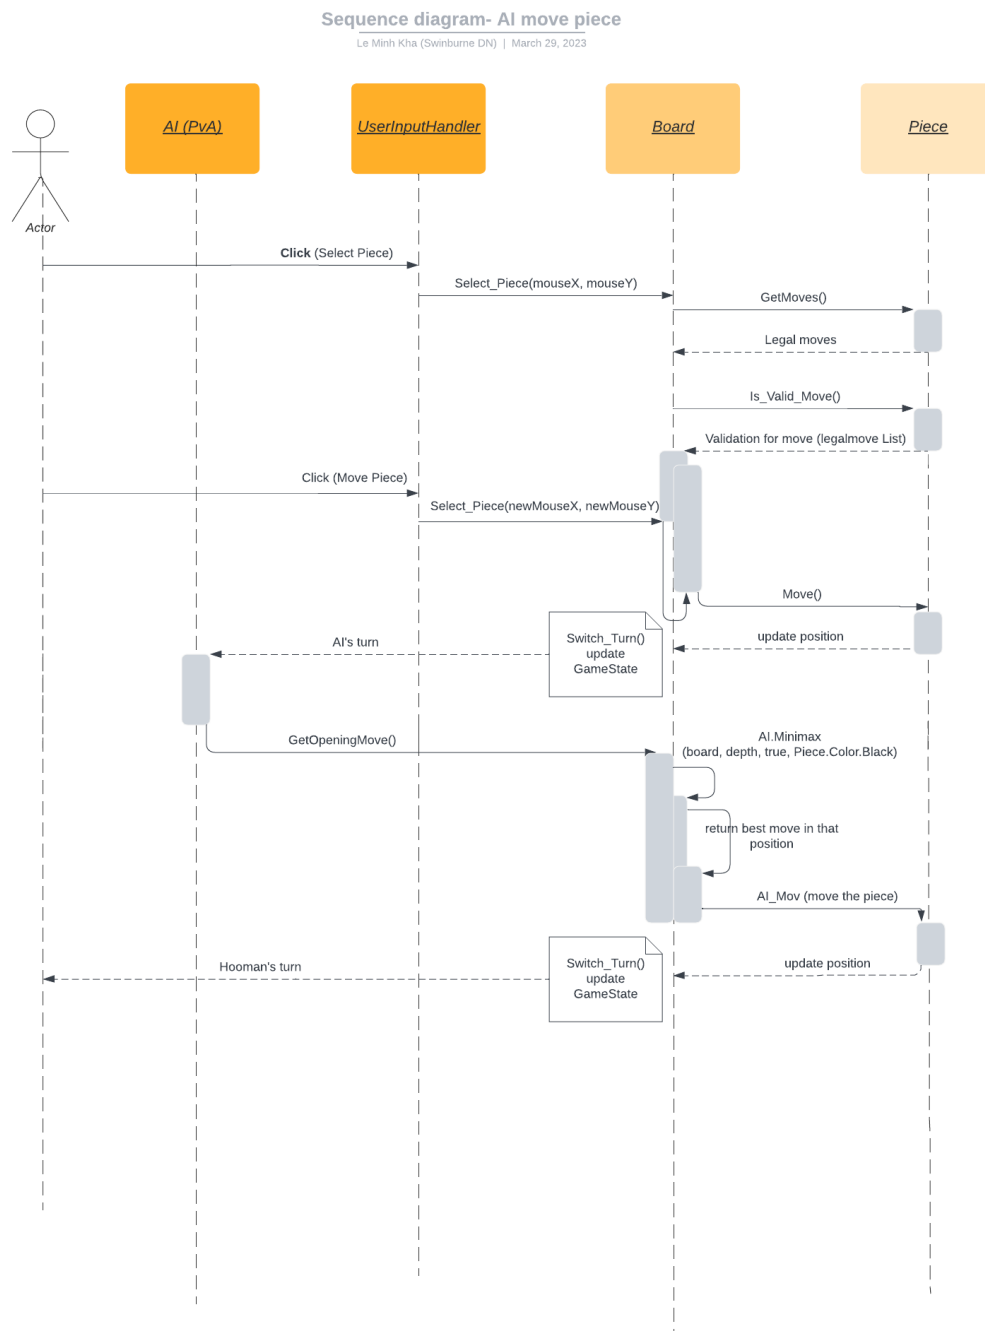 Sequence diagram- AI move piece
Le Minh Kha (Swinburne DN) | March 29, 2023
AI (PvA)
UserInputHandler
Board
Piece
Actor
Click (Select Piece)
Select_Piece(mouseX, mouseY)
GetMoves()
Legal moves
Is_Valid_Move()
Validation for move (legalmove List)
Click (Move Piece)
Select_Piece(newMouseX, newMouseY)
Move()
Switch_Turn()
update
GameState
update position
AI's turn
GetOpeningMove()
AI.Minimax
(board, depth, true, Piece.Color.Black)
return best move in that
position
AI_Mov (move the piece)
Switch_Turn()
update
GameState
update position
Hooman's turn